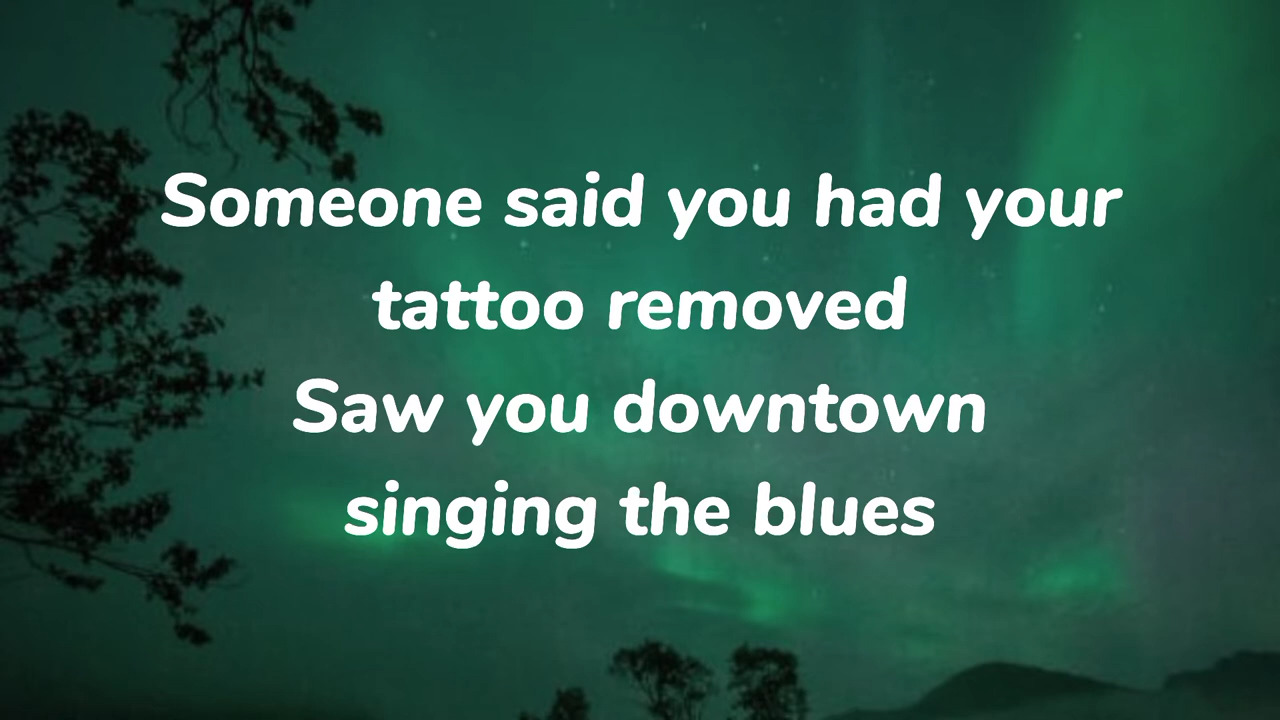 Someone said you had your
tattoo removed
Saw you downtown
singing the blues